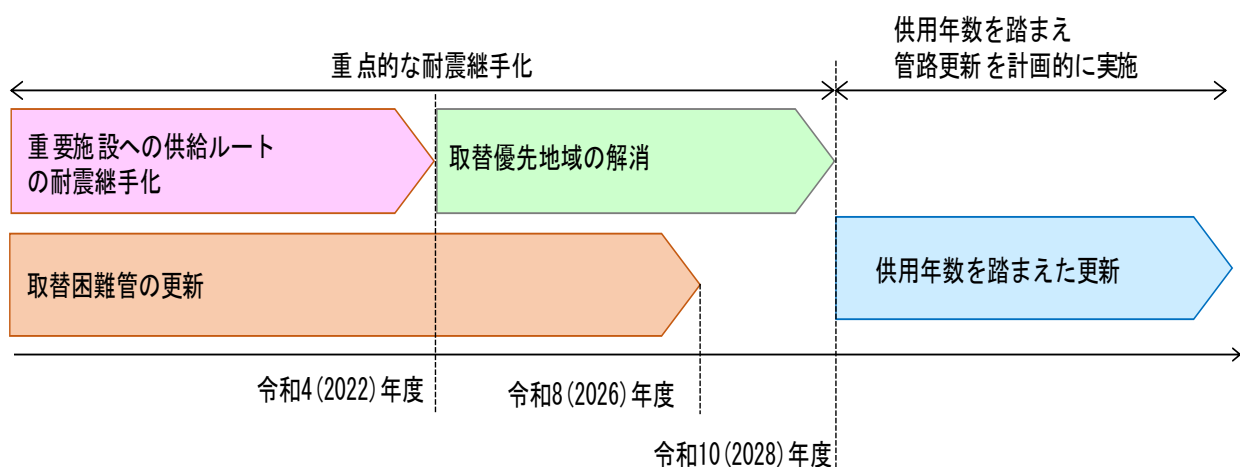 重点的な耐震継手化
供用年数を踏まえ
管路更新を計画的に実施
重要施設への供給ルート
の耐震継手化
取替優先地域の解消
取替困難管の更新
供用年数を踏まえた更新
令和4(2022)年度
令和8(2026)年度
令和10(2028)年度